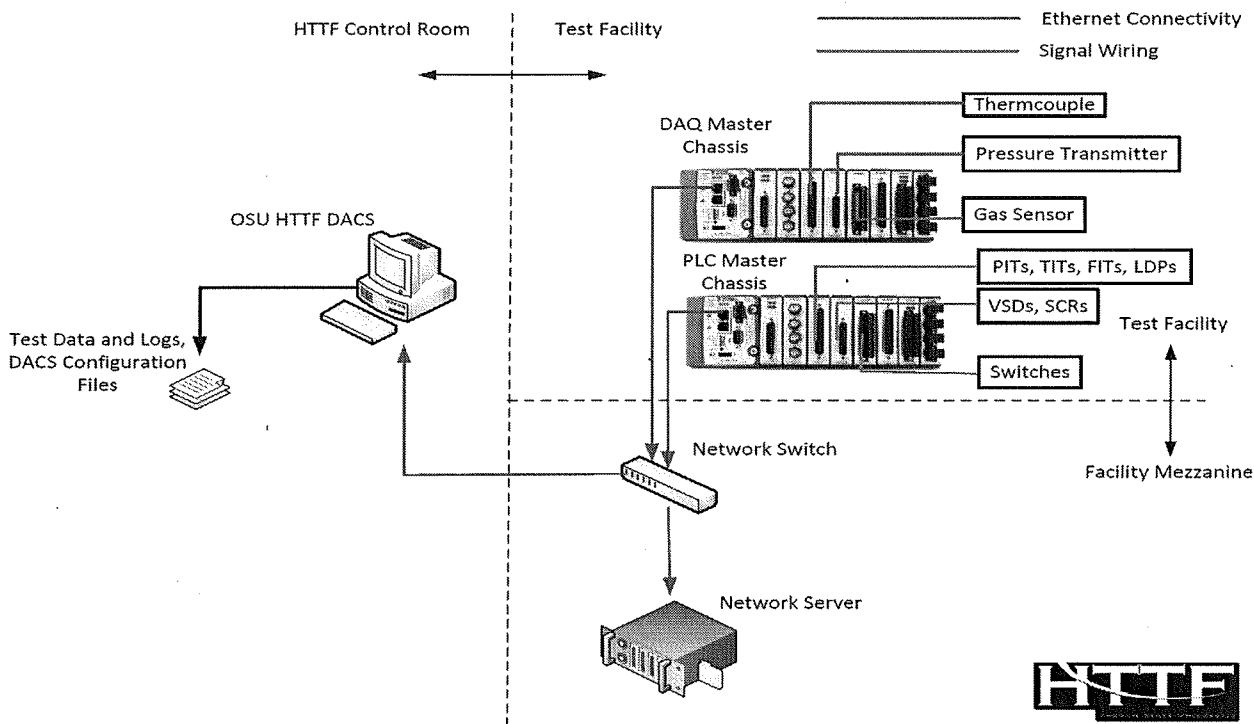 HTTF Control Room
Test Facility
Ethernet Connectivity
Signal Wiring
Thermcouple
DAQ Master
Chassis
Pressure Transmitter
Gas Sensor
OSU HTTF DACS
PLC Master
Chassis
PITs, TITs, FITs, LDPs
VSDs, SCRs
Test Facility
Switches
Test Data and Logs,
DACS Configuration
Files
Network Switch
Facility Mezzanine
Network Server
HTTF